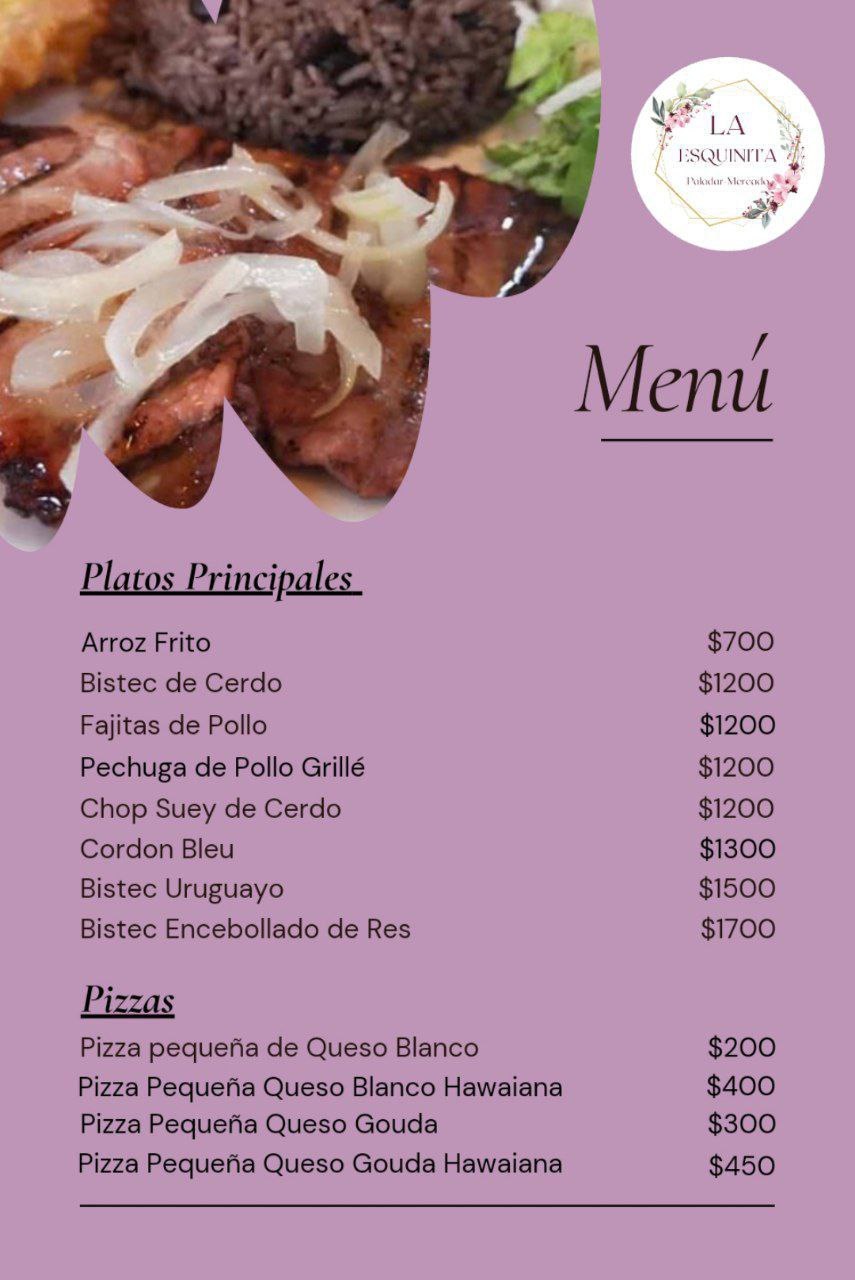 LA
ESQUINITA
Paladar-Mercado
Menú
Platos Principales
Arroz Frito $700
Bistec de Cerdo $1200
Fajitas de Pollo $1200
Pechuga de Pollo Grillé $1200
Chop Suey de Cerdo $1200
Cordon Bleu $1300
Bistec Uruguayo $1500
Bistec Encebollado de Res $1700
Pizzas
Pizza pequeña de Queso Blanco $200
Pizza Pequeña Queso Blanco Hawaiana $400
Pizza Pequeña Queso Gouda $300
Pizza Pequeña Queso Gouda Hawaiana $450